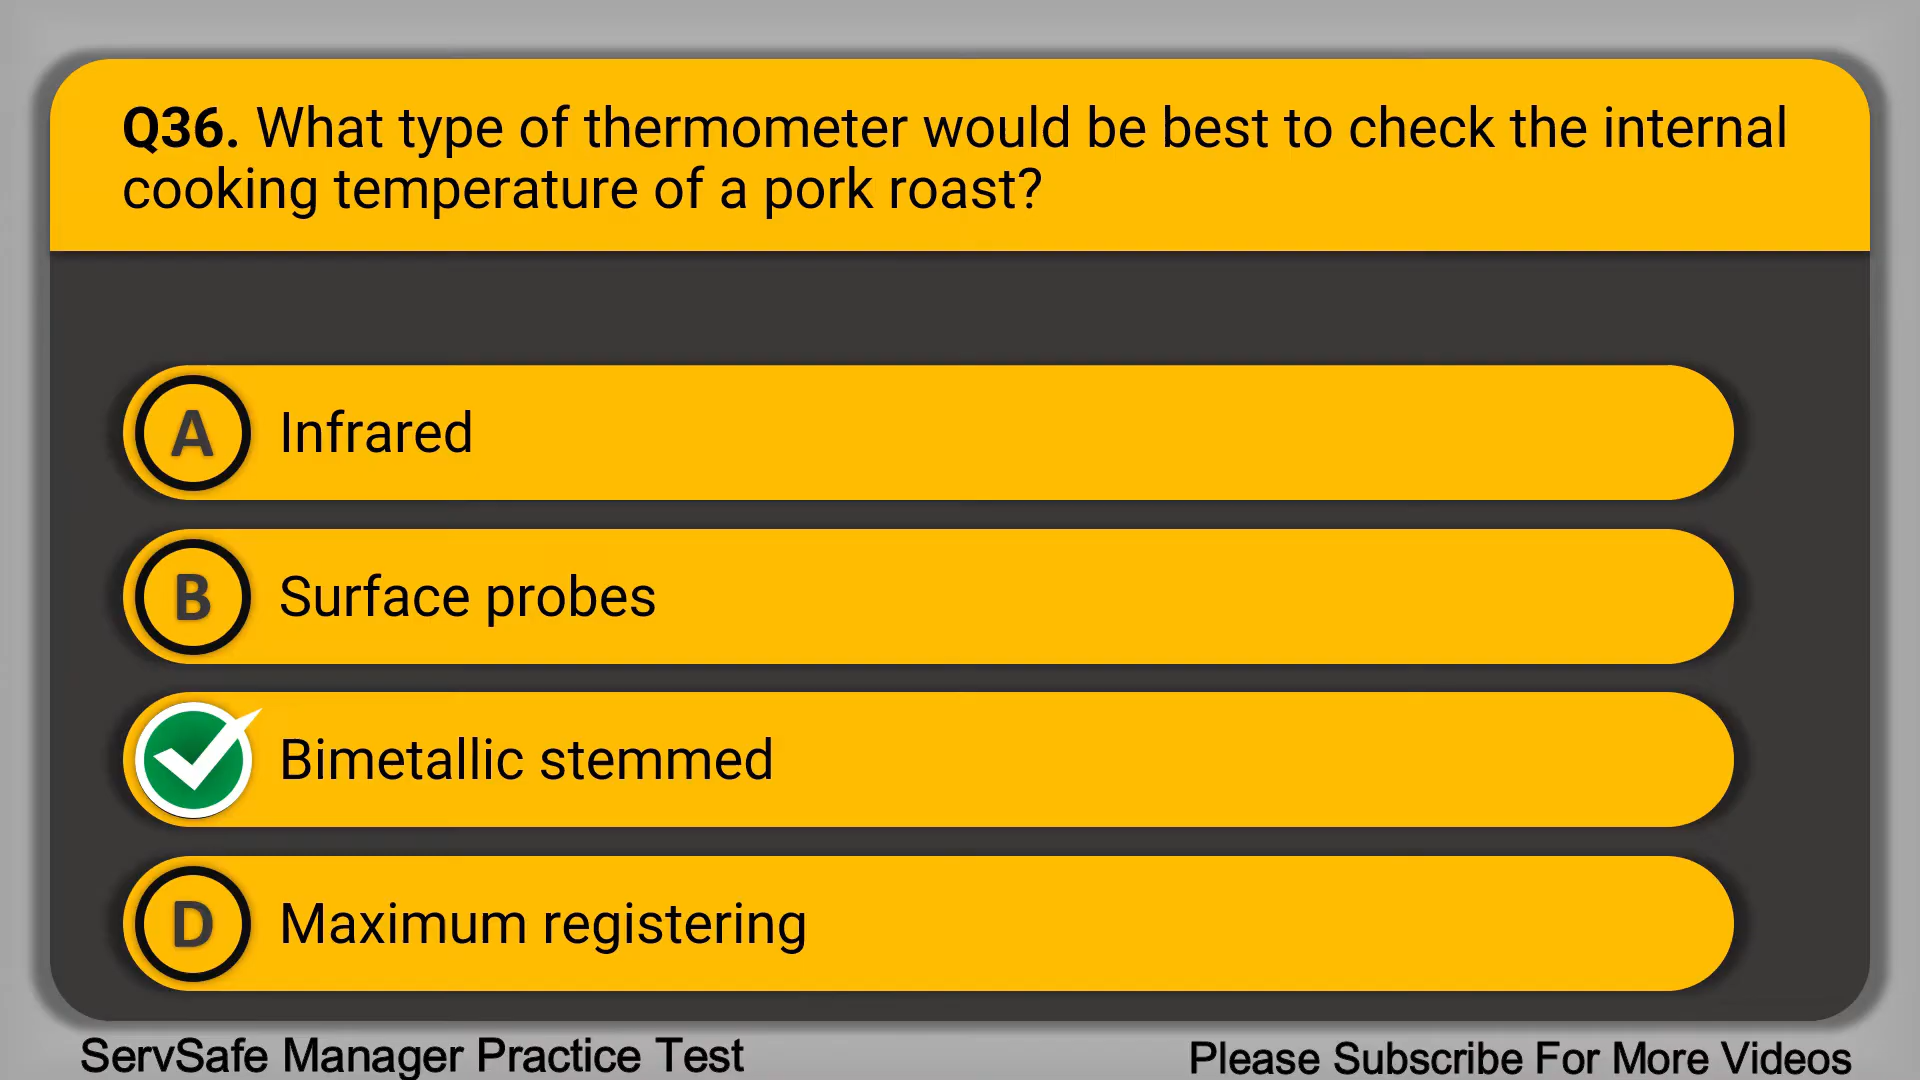 Q36. What type of thermometer would be best to check the internal
cooking temperature of a pork roast?
A Infrared
B Surface probes
Bimetallic stemmed
D Maximum registering
ServSafe Manager Practice Test
Please Subscribe For More Videos